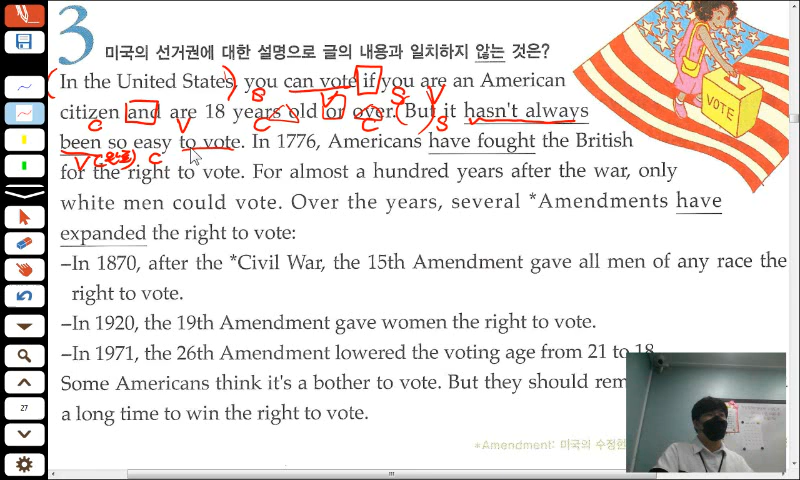 3 미국의 선거권에 대한 설명으로 글의 내용과 일치하지 않는 것은?
In the United States, you can vote if you are an American
citizen and are 18 years old or over. But it hasn't always
been so easy to vote. In 1776, Americans have fought the British
for the right to vote. For almost a hundred years after the war, only
white men could vote. Over the years, several *Amendments have
expanded the right to vote:
–In 1870, after the *Civil War, the 15th Amendment gave all men of any race the
right to vote.
–In 1920, the 19th Amendment gave women the right to vote.
–In 1971, the 26th Amendment lowered the voting age from 21 to 18.
Some Americans think it's a bother to vote. But they should
a long time to win the right to vote.
*Amendment: 미국의
VOTE
27